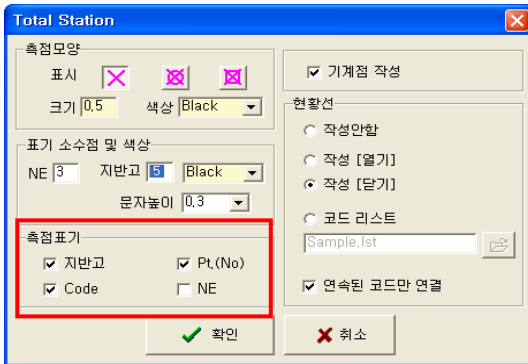 Total Station
측점모양
표시
크기 0.5 색상 Black
표기 소수점 및 색상
NE 3 지반고 5 Black
문자높이 0.3
측점표기
지반고 Pt.(No)
Code NE
기계점 작성
현황선
작성안함
작성 [열기]
작성 [닫기]
코드 리스트
Sample.lst
연속된 코드만 연결
확인 취소